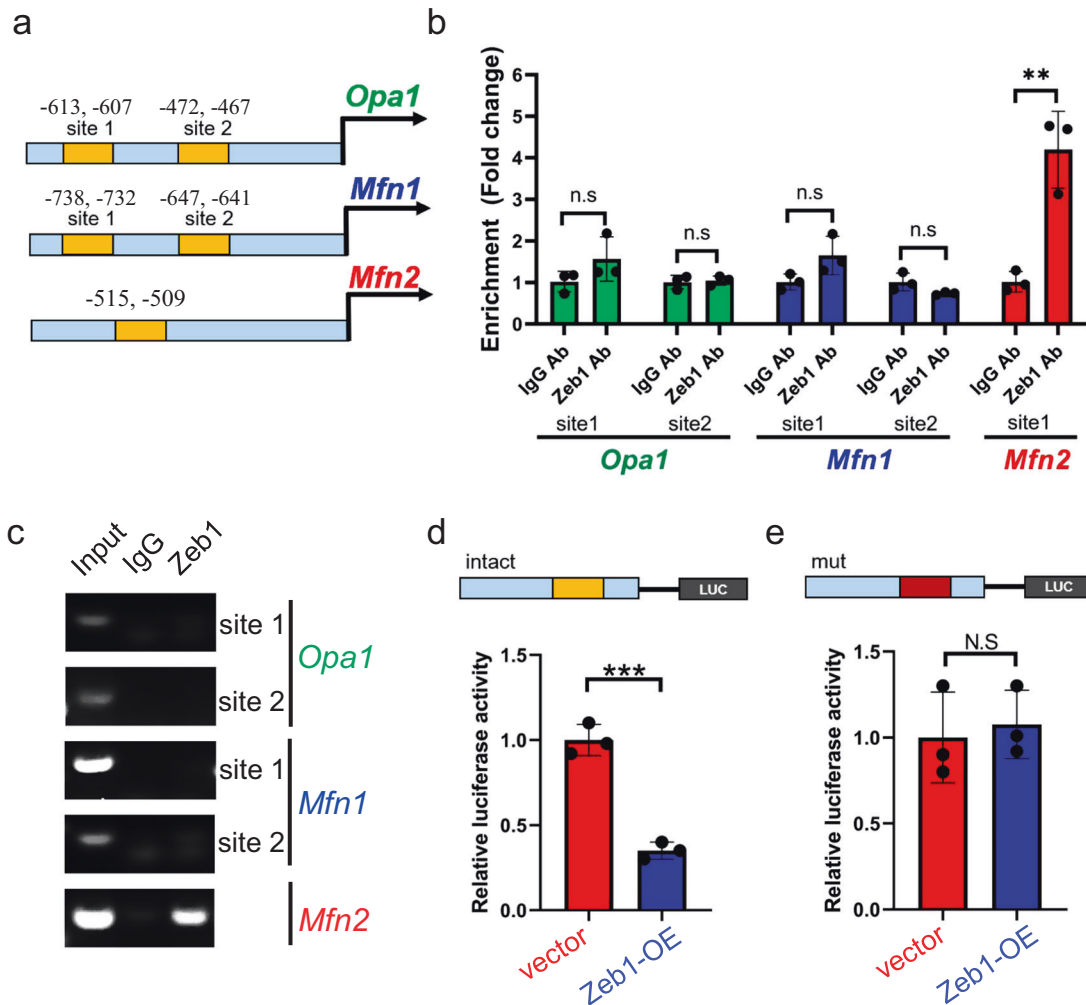 a
-613, -607
-472, -467
site 1
site 2
Opa1
-738, -732
-647, -641
site 1
site 2
Mfn1
-515, -509
Mfn2
b
Enrichment (Fold change)
6
5
4
3
2
1
0
n.s
n.s
n.s
n.s
**
IgG Ab
Zeb1 Ab
IgG Ab
Zeb1 Ab
IgG Ab
Zeb1 Ab
IgG Ab
Zeb1 Ab
IgG Ab
Zeb1 Ab
site1
site2
site1
site2
site1
Opa1
Mfn1
Mfn2
c
Input
IgG
Zeb1
site 1
site 2
Opa1
site 1
site 2
Mfn1
Mfn2
d
intact
LUC
Relative luciferase activity
1.5
1.0
0.5
0.0
***
vector
Zeb1-OE
e
mut
LUC
Relative luciferase activity
1.5
1.0
0.5
0.0
N.S
vector
Zeb1-OE